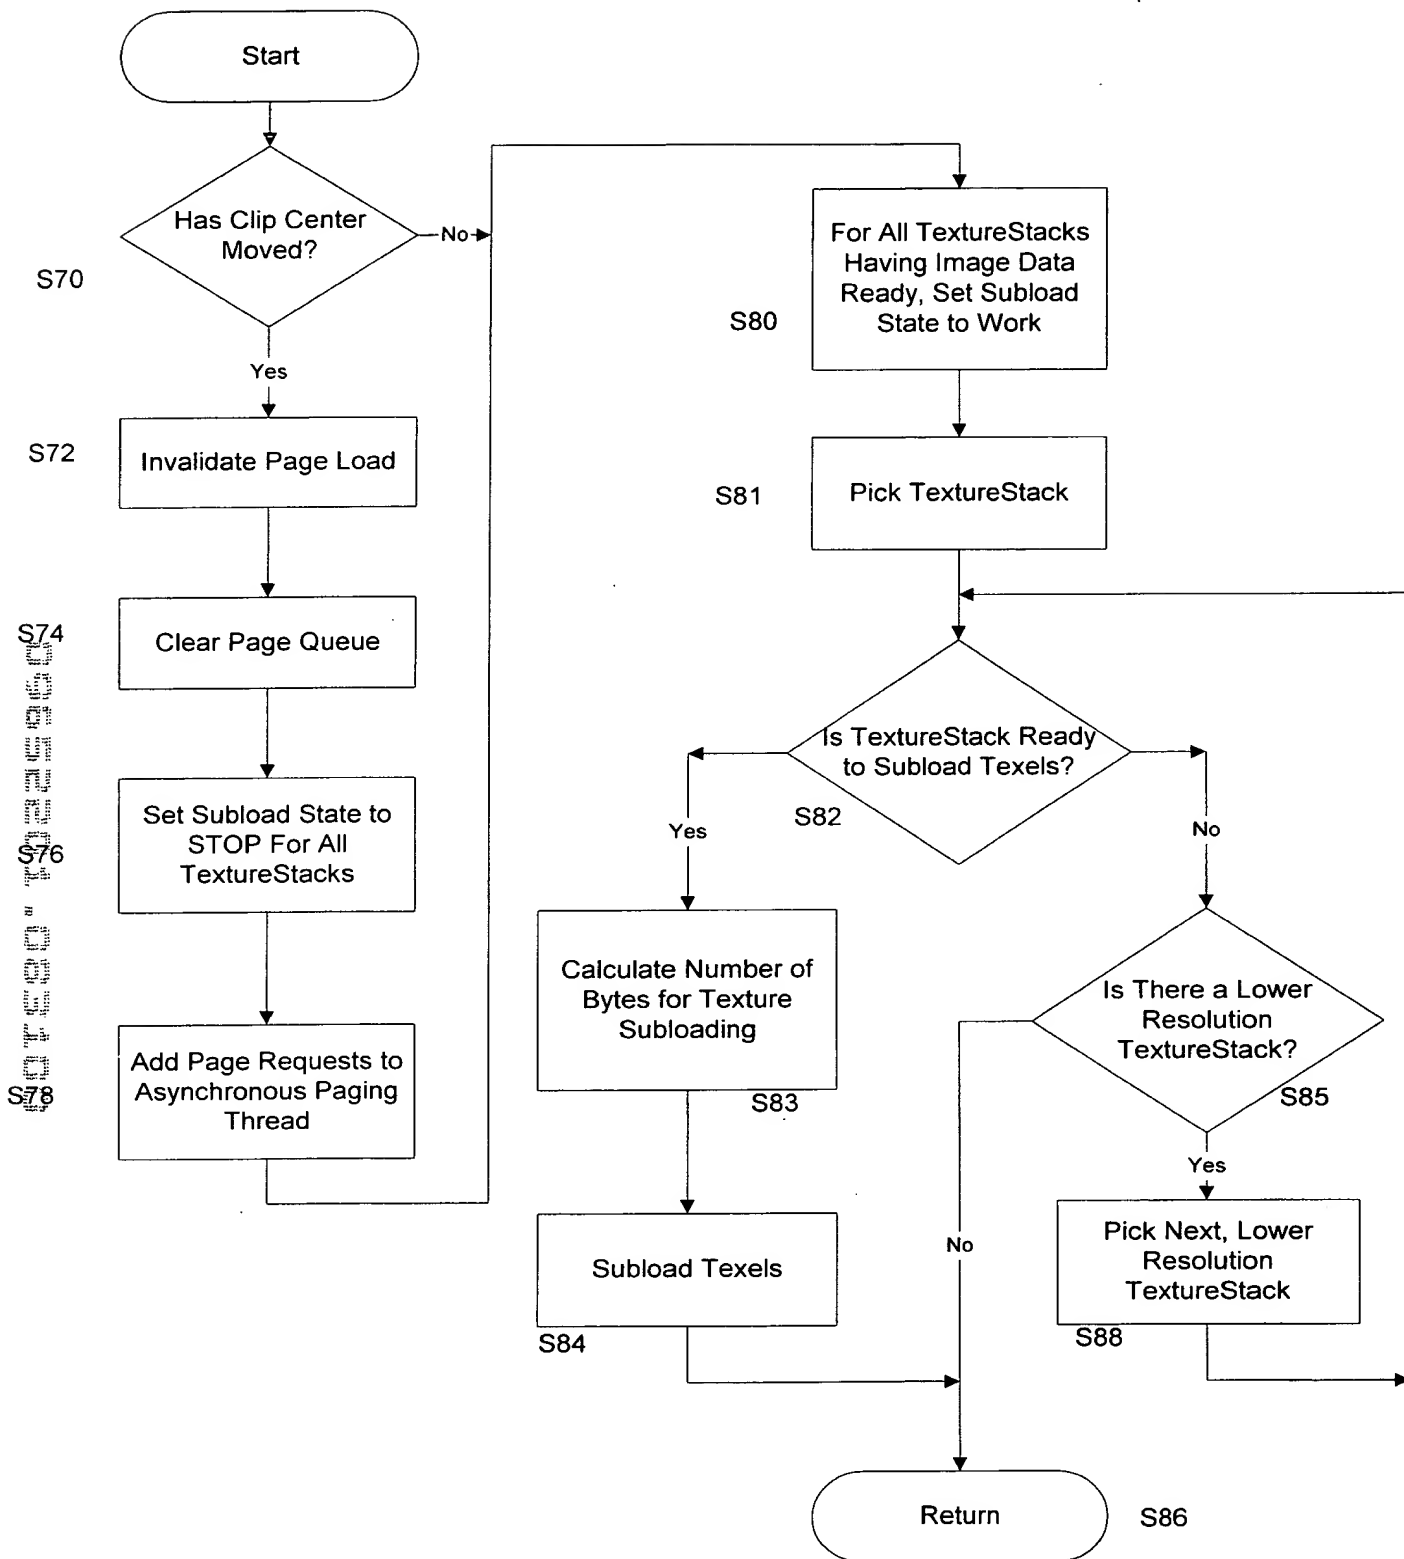 Start
Has Clip Center
Moved?
No
S70
Yes
S72
Invalidate Page Load
S74
Clear Page Queue
Set Subload State to
STOP For All
TextureStacks
S76
Add Page Requests to
Asynchronous Paging
Thread
S78
For All TextureStacks
Having Image Data
Ready, Set Subload
State to Work
S80
S81
Pick TextureStack
Is TextureStack Ready
to Subload Texels?
S82
Yes
No
Calculate Number of
Bytes for Texture
Subloading
S83
Subload Texels
S84
Is There a Lower
Resolution
TextureStack?
S85
Yes
No
Pick Next, Lower
Resolution
TextureStack
S88
Return
S86